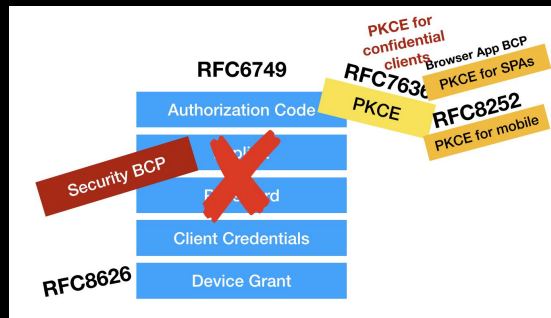 PKCE for
confidential
clients
Browser App BCP
PKCE for SPAs
RFC6749
RFC7636
PKCE
RFC8252
PKCE for mobile
Authorization Code
Security BCP
Client Credentials
RFC8626
Device Grant